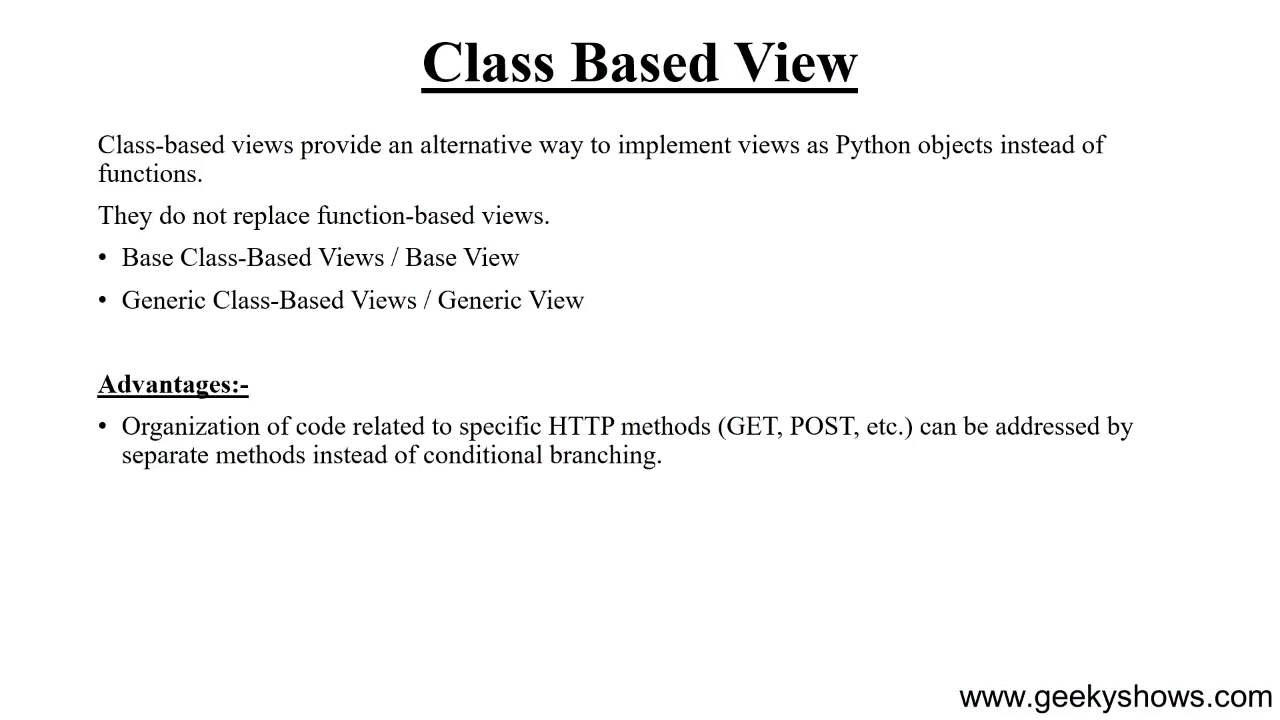 Class Based View
Class-based views provide an alternative way to implement views as Python objects instead of
functions.
They do not replace function-based views.
• Base Class-Based Views / Base View
• Generic Class-Based Views / Generic View
Advantages:-
• Organization of code related to specific HTTP methods (GET, POST, etc.) can be addressed by
separate methods instead of conditional branching.
www.geekyshows.com